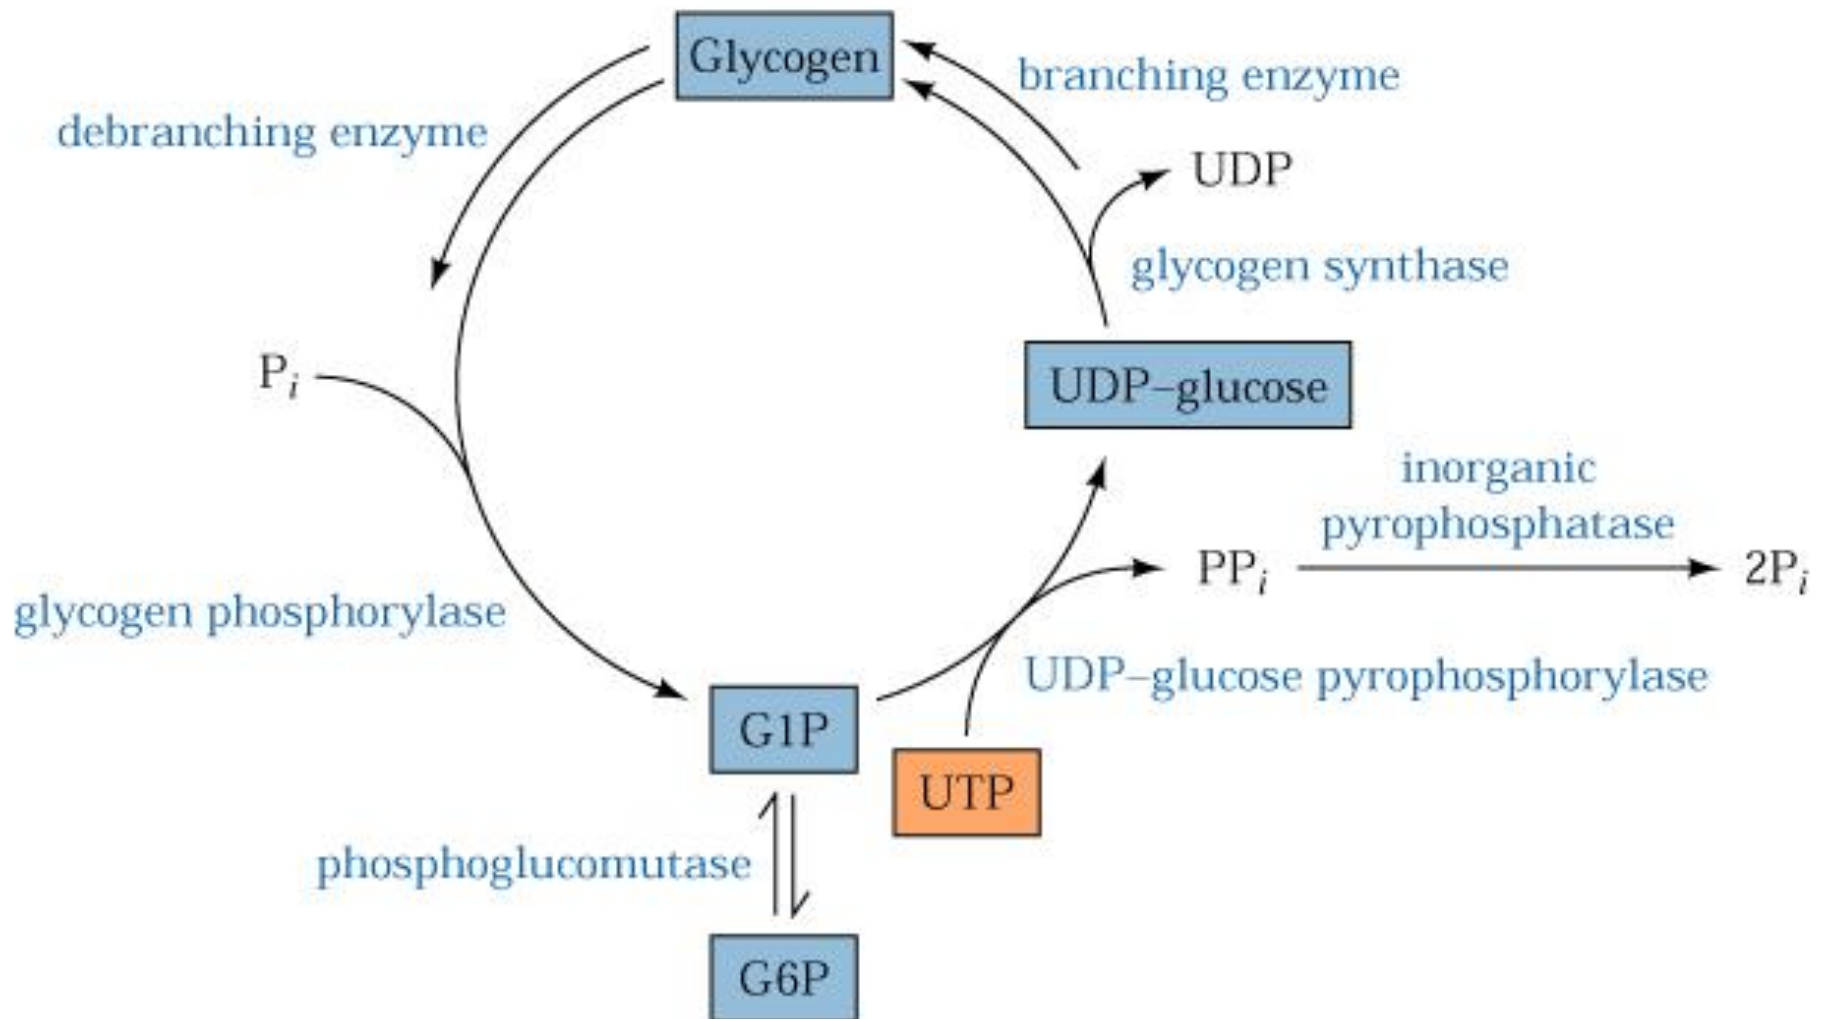 Glycogen
branching enzyme
debranching enzyme
UDP
glycogen synthase
Pi
UDP–glucose
inorganic
pyrophosphatase
PPi
2Pi
glycogen phosphorylase
UDP–glucose pyrophosphorylase
G1P
UTP
phosphoglucomutase
G6P